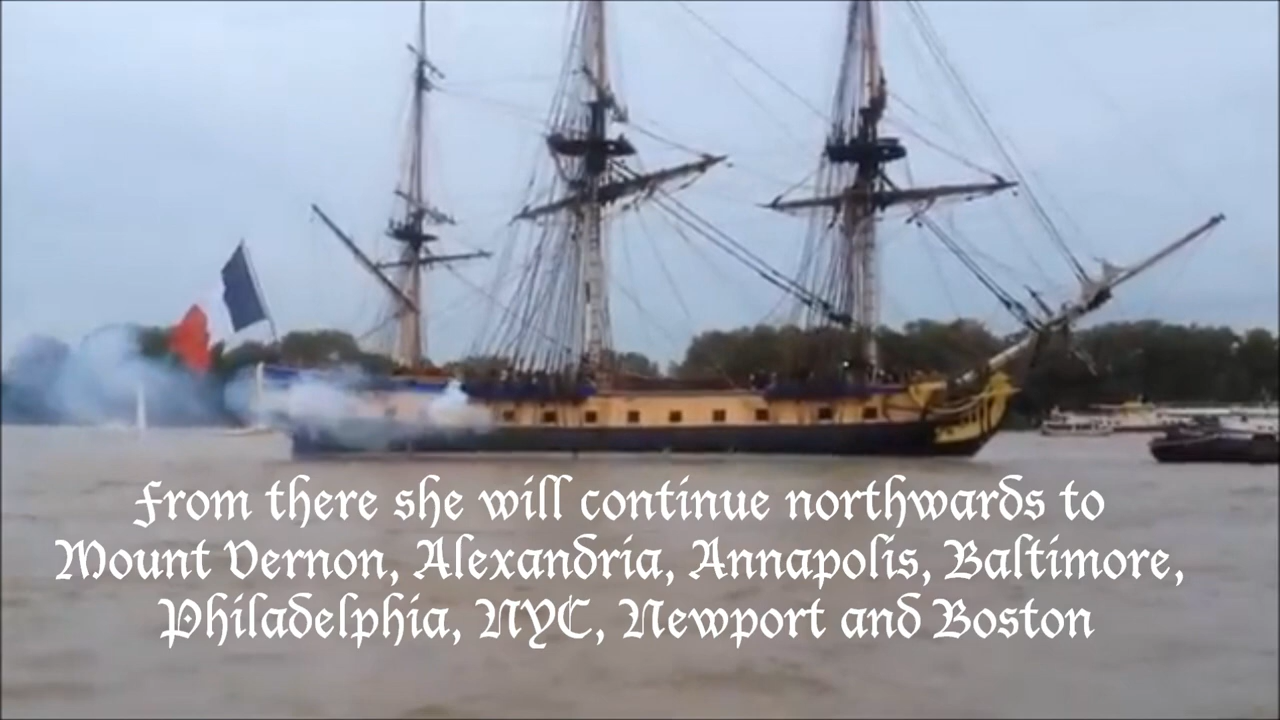 From there she will continue northwards to
Mount Vernon, Alexandria, Annapolis, Baltimore,
Philadelphia, NYC, Newport and Boston